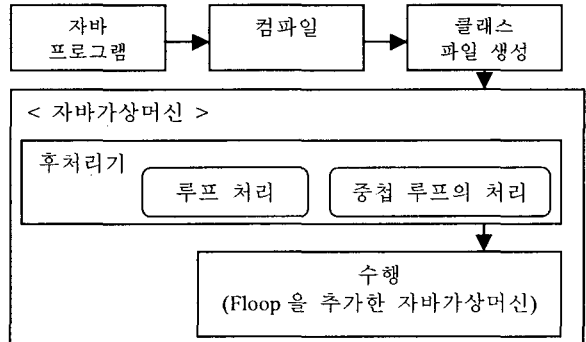 자바
프로그램
컴파일
클래스
파일 생성
< 자바가상머신 >
후처리기
루프 처리
중첩 루프의 처리
수행
(Floop 을 추가한 자바가상머신)